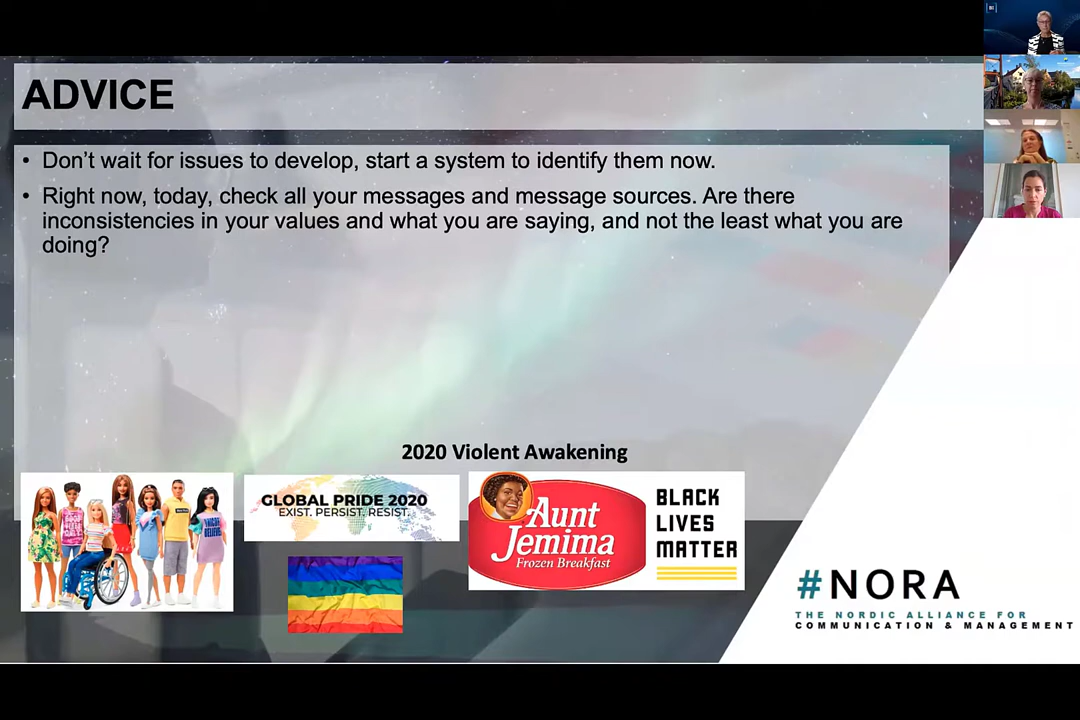 ADVICE
• Don’t wait for issues to develop, start a system to identify them now.
• Right now, today, check all your messages and message sources. Are there
inconsistencies in your values and what you are saying, and not the least what you are
doing?
2020 Violent Awakening
GLOBAL PRIDE 2020
EXIST. PERSIST. RESIST.
Aunt
Jemima
Frozen Breakfast
BLACK
LIVES
MATTER
#NORA
THE NORDIC ALLIANCE FOR
COMMUNICATION & MANAGEMENT